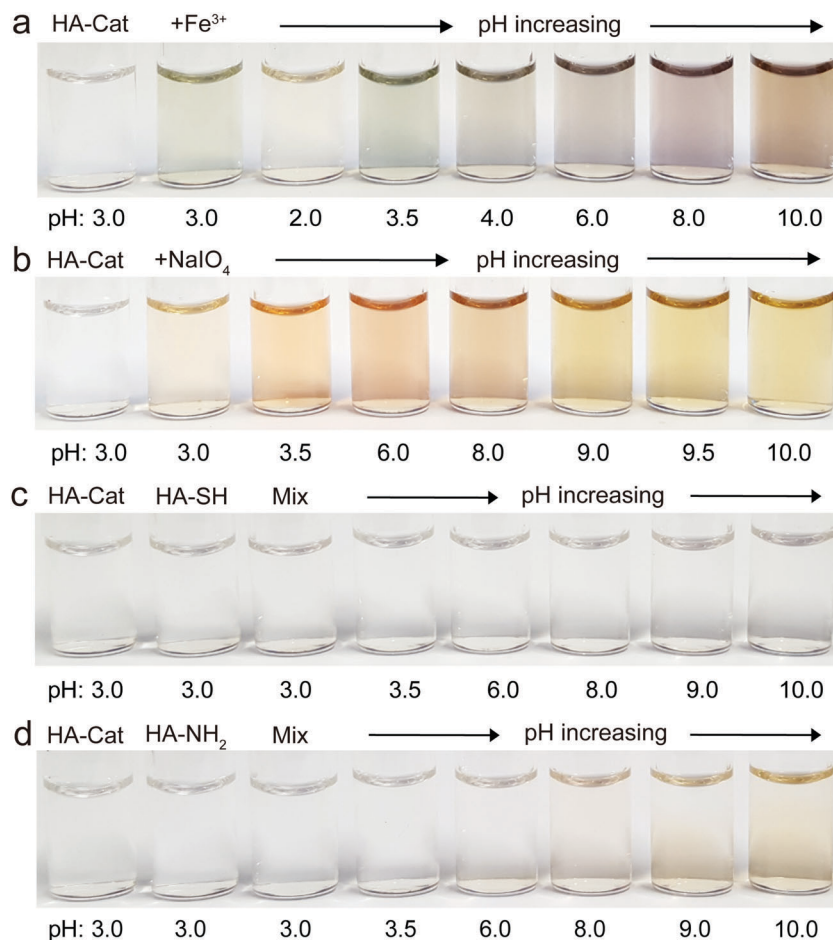 a HA-Cat +Fe³⁺ pH increasing
pH: 3.0 3.0 2.0 3.5 4.0 6.0 8.0 10.0
b HA-Cat +NaIO₄ pH increasing
pH: 3.0 3.0 3.5 6.0 8.0 9.0 9.5 10.0
c HA-Cat HA-SH Mix pH increasing
pH: 3.0 3.0 3.0 3.5 6.0 8.0 9.0 10.0
d HA-Cat HA-NH₂ Mix pH increasing
pH: 3.0 3.0 3.0 3.5 6.0 8.0 9.0 10.0